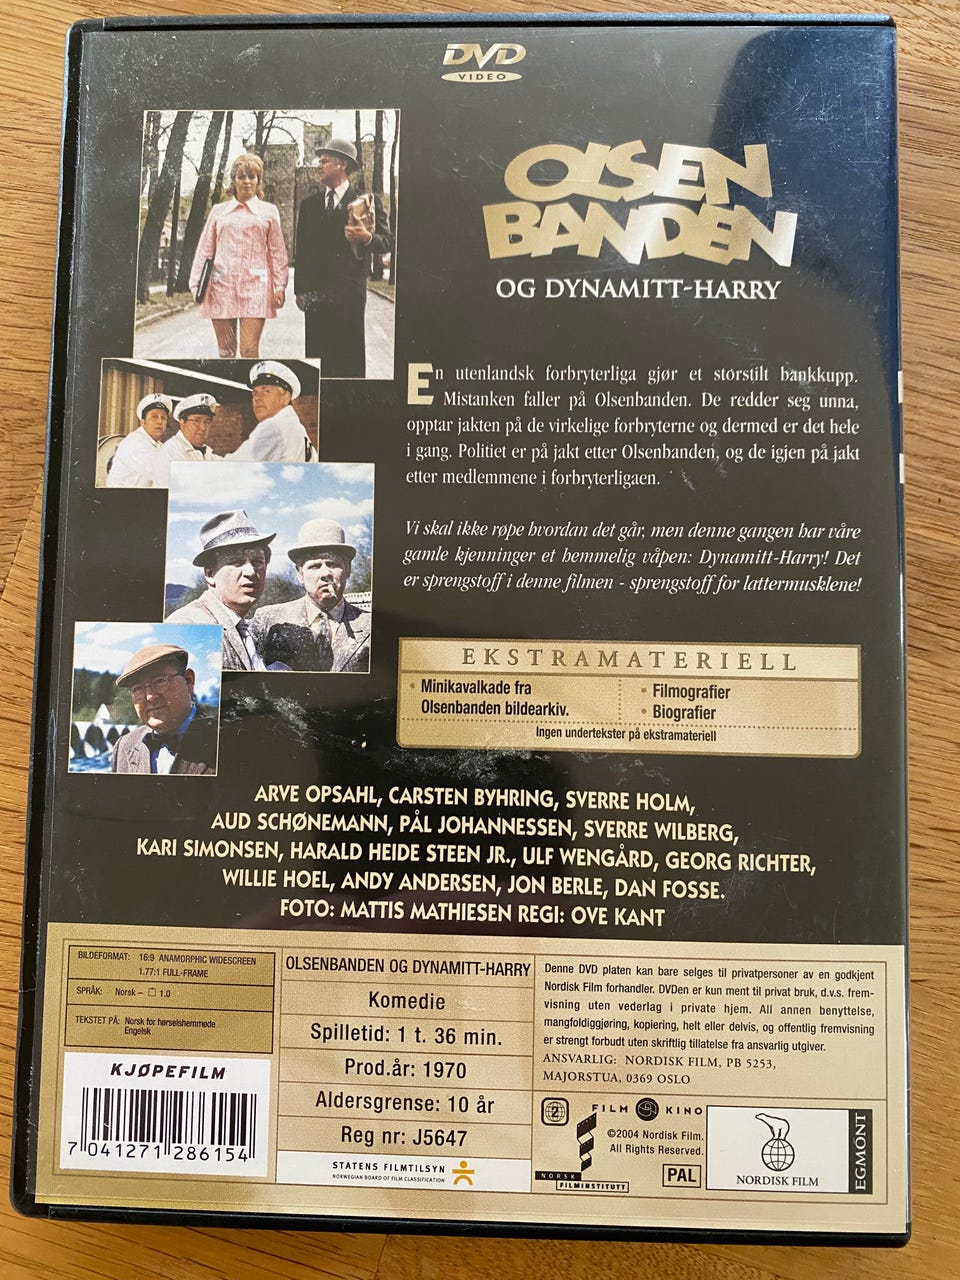 DVD
VIDEO
OLSEN
BANDEN
OG DYNAMITT-HARRY
En utenlandsk forbryterliga gjør et storstilt bankkupp.
Mistanken faller på Olsenbanden. De redder seg unna,
opptar jakten på de virkelige forbryterne og dermed er det hele
i gang. Politiet er på jakt etter Olsenbanden, og de igjen på jakt
etter medlemmene i forbryterligaen.
Vi skal ikke røpe hvordan det går, men denne gangen har våre
gamle kjenninger et hemmelig våpen: Dynamitt-Harry! Det
er sprengstoff i denne filmen - sprengstoff for lattermusklene!
EKSTRAMATERIELL
• Minikavalkade fra
Olsenbanden bildearkiv.
• Filmografier
• Biografier
Ingen undertekster på ekstramateriell
ARVE OPSAHL, CARSTEN BYHRING, SVERRE HOLM,
AUD SCHØNEMANN, PÅL JOHANNESSEN, SVERRE WILBERG,
KARI SIMONSEN, HARALD HEIDE STEEN JR., ULF WENGÅRD, GEORG RICHTER,
WILLIE HOEL, ANDY ANDERSEN, JON BERLE, DAN FOSSE.
FOTO: MATTIS MATHIESEN REGI: OVE KANT
BILDEFORMAT: 16:9 ANAMORPHIC WIDESCREEN
1.77:1 FULL-FRAME
SPRÅK: Norsk – 1.0
TEKSTET PÅ: Norsk for hørselshemmede
Engelsk
KJØPEFILM
7 041271 286154
OLSENBANDEN OG DYNAMITT-HARRY
Komedie
Spilletid: 1 t. 36 min.
Prod.år: 1970
Aldersgrense: 10 år
Reg nr: J5647
STATENS FILMTILSYN
NORWEGIAN BOARD OF FILM CLASSIFICATION
Denne DVD platen kan bare selges til privatpersoner av en godkjent
Nordisk Film forhandler. DVDen er kun ment til privat bruk, d.v.s. frem-
visning uten vederlag i private hjem. All annen benyttelse,
mangfoldiggjøring, kopiering, helt eller delvis, og offentlig fremvisning
er strengt forbudt uten skriftlig tillatelse fra ansvarlig utgiver.
ANSVARLIG: NORDISK FILM, PB 5253,
MAJORSTUA, 0369 OSLO
2
FILM KINO
©2004 Nordisk Film.
All Rights Reserved.
NORSK
FILMINSTITUTT
PAL
NORDISK FILM
EGMONT